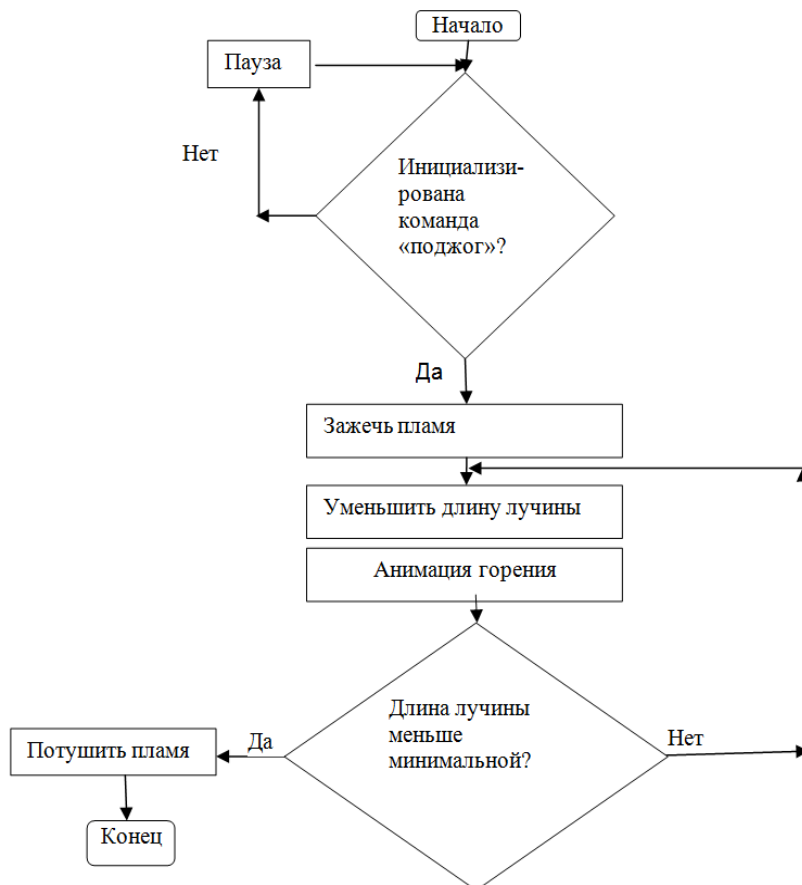 Начало
Пауза
Нет
Инициализи-
рована
команда
«поджог»?
Да
Зажечь пламя
Уменьшить длину лучины
Анимация горения
Длина лучины
меньше
минимальной?
Да
Нет
Потушить пламя
Конец